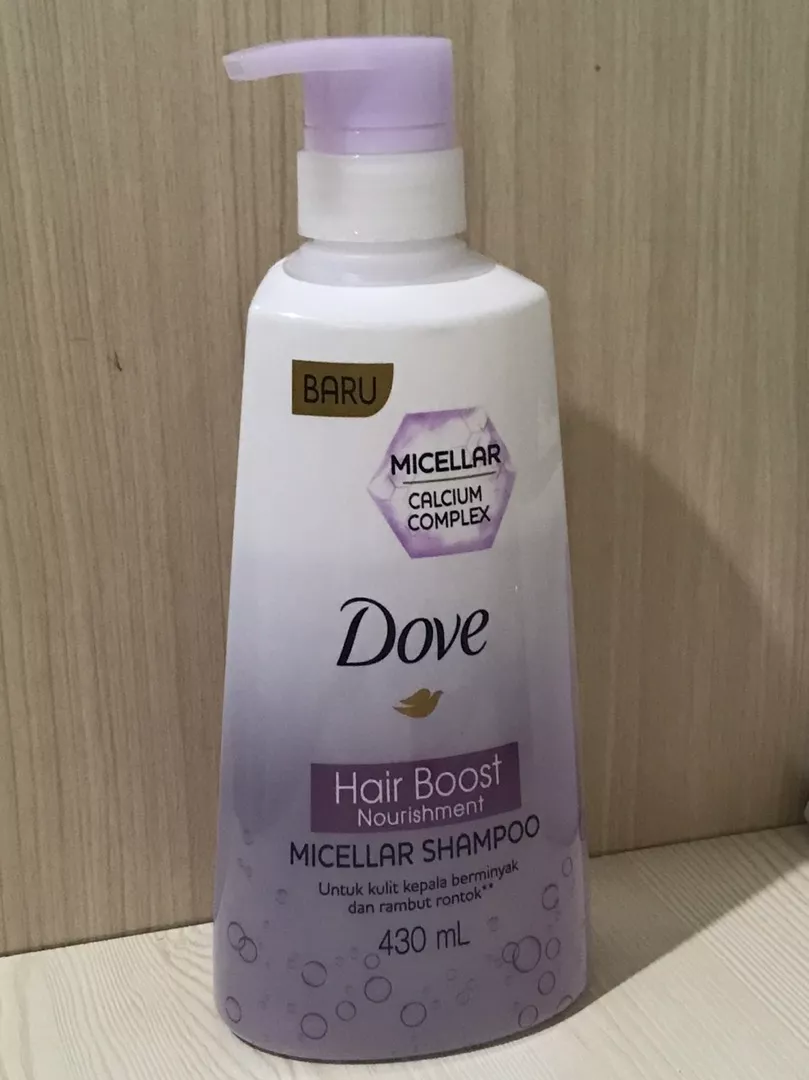 BARU
MICELLAR
CALCIUM
COMPLEX
Dove
Hair Boost
Nourishment
MICELLAR SHAMPOO
Untuk kulit kepala berminyak
dan rambut rontok**
430 mL